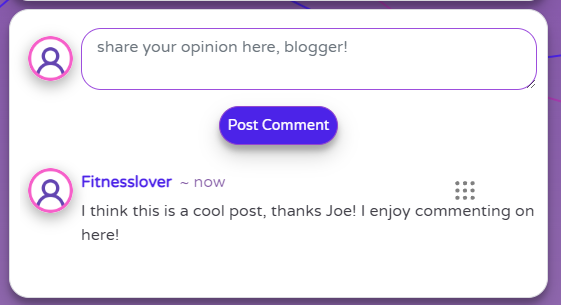 share your opinion here, blogger!
Post Comment
Fitnesslover ~ now
I think this is a cool post, thanks Joe! I enjoy commenting on
here!